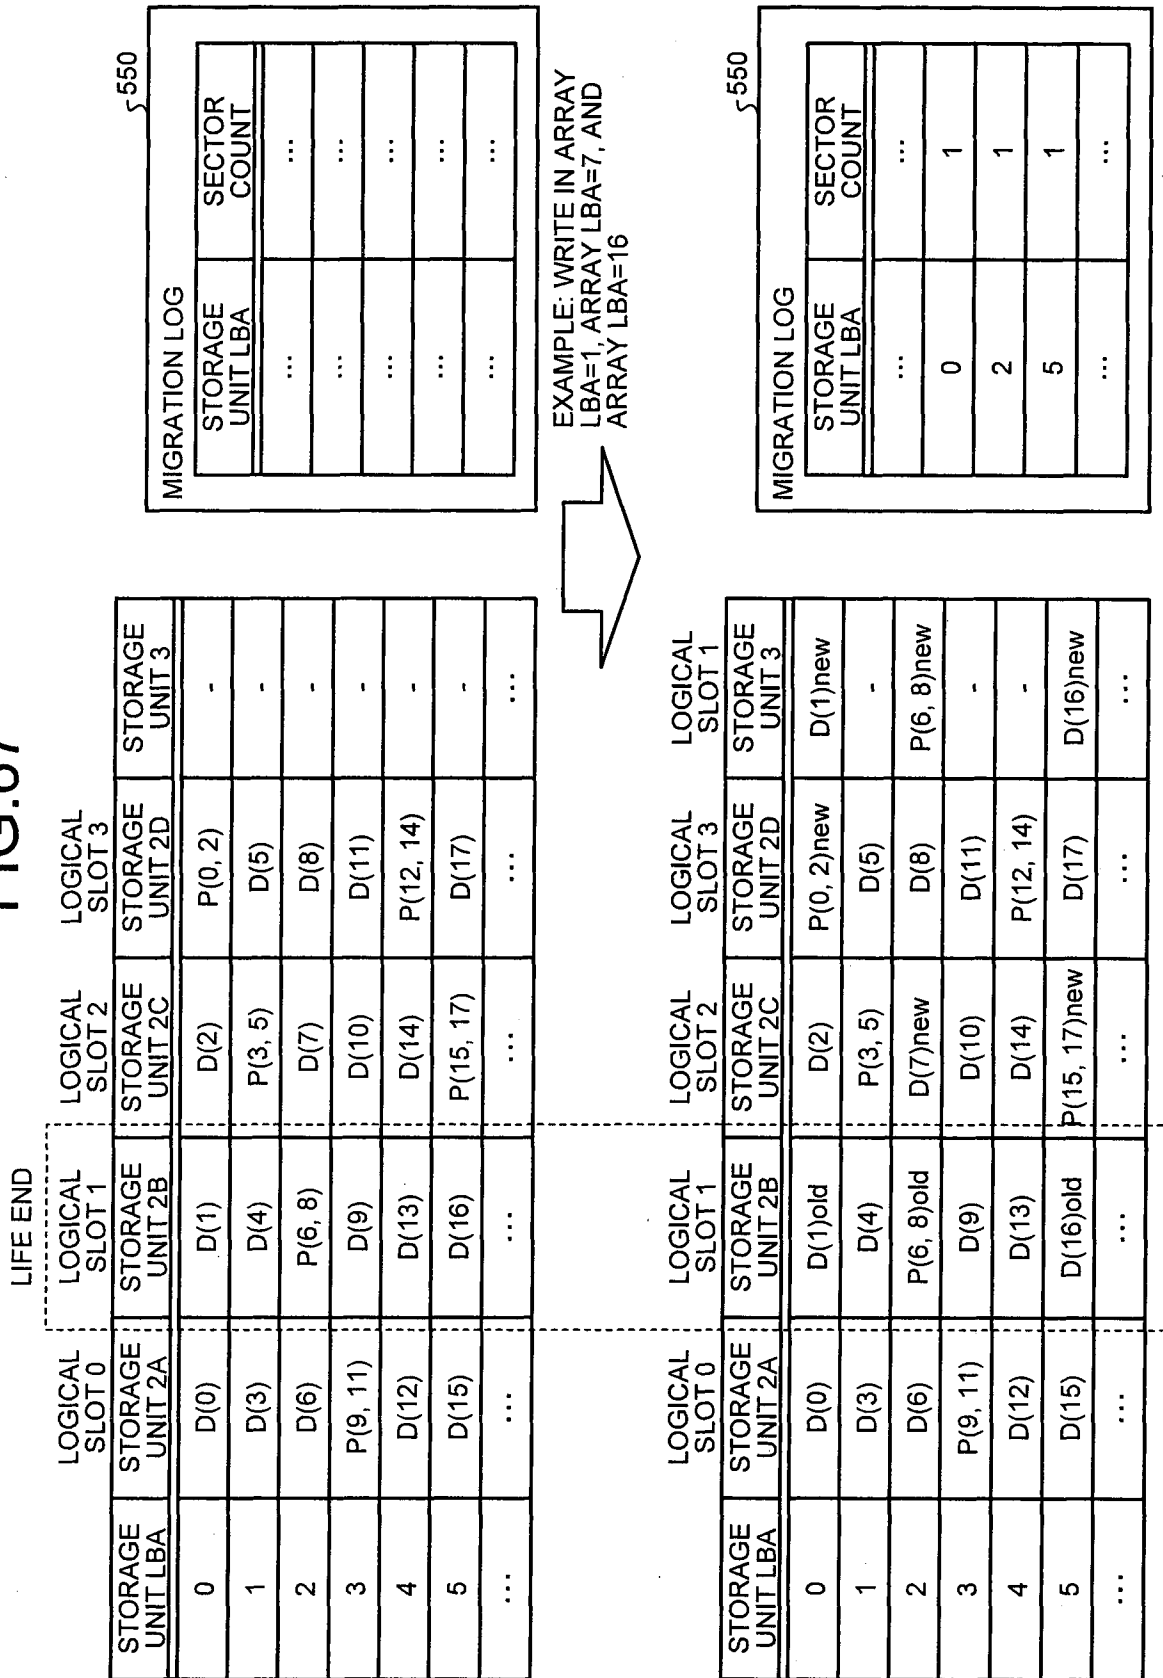 LIFE END
LOGICAL SLOT 0 LOGICAL SLOT 1 LOGICAL SLOT 2 LOGICAL SLOT 3
STORAGE UNIT LBA STORAGE UNIT 2A STORAGE UNIT 2B STORAGE UNIT 2C STORAGE UNIT 2D STORAGE UNIT 3
0 D(0) D(1) D(2) P(0, 2) -
1 D(3) D(4) P(3, 5) D(5) -
2 D(6) P(6, 8) D(7) D(8) -
3 P(9, 11) D(9) D(10) D(11) -
4 D(12) D(13) D(14) P(12, 14) -
5 D(15) D(16) P(15, 17) D(17) -
... ... ... ... ... ...
550
MIGRATION LOG
STORAGE UNIT LBA SECTOR COUNT
... ...
... ...
... ...
... ...
... ...
EXAMPLE: WRITE IN ARRAY
LBA=1, ARRAY LBA=7, AND
ARRAY LBA=16
LOGICAL SLOT 0 LOGICAL SLOT 1 LOGICAL SLOT 2 LOGICAL SLOT 3 LOGICAL SLOT 1
STORAGE UNIT LBA STORAGE UNIT 2A STORAGE UNIT 2B STORAGE UNIT 2C STORAGE UNIT 2D STORAGE UNIT 3
0 D(0) D(1)old D(2) P(0, 2)new D(1)new
1 D(3) D(4) P(3, 5) D(5) -
2 D(6) P(6, 8)old D(7)new D(8) P(6, 8)new
3 P(9, 11) D(9) D(10) D(11) -
4 D(12) D(13) D(14) P(12, 14) -
5 D(15) D(16)old P(15, 17)new D(17) D(16)new
... ... ... ... ... ...
550
MIGRATION LOG
STORAGE UNIT LBA SECTOR COUNT
... ...
0 1
2 1
5 1
... ...